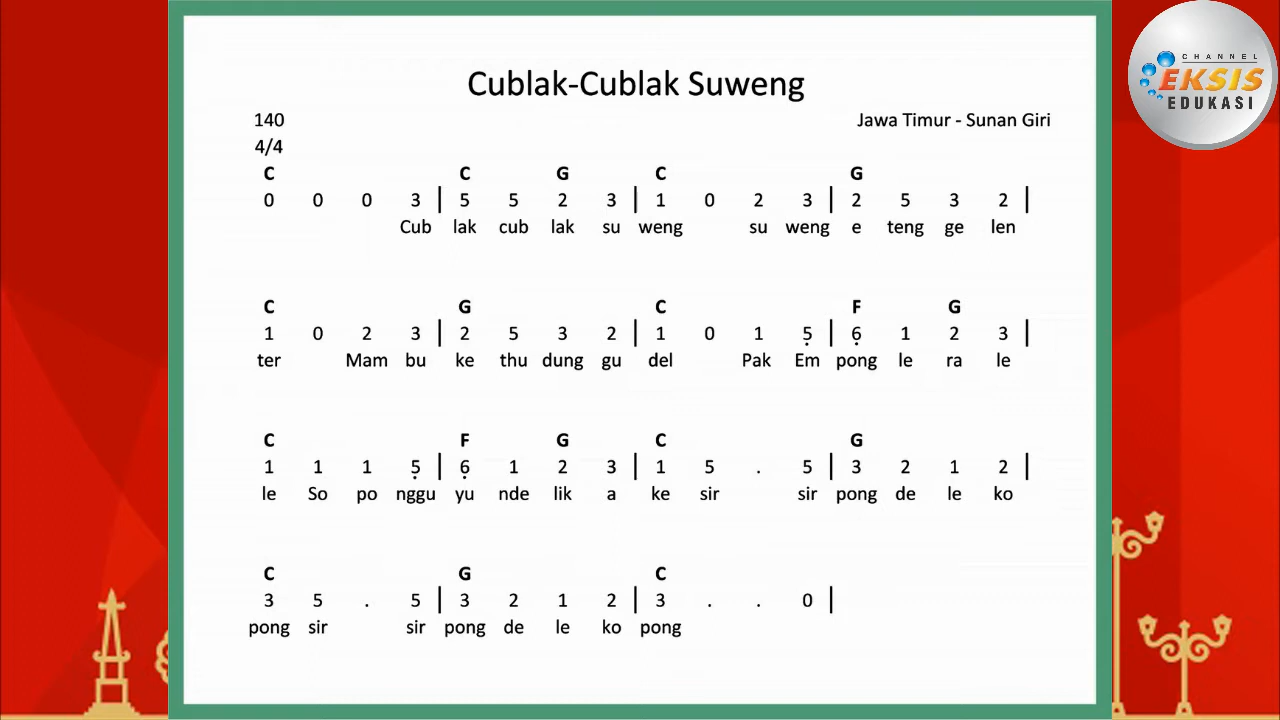 Cublak-Cublak Suweng
CHANNEL
EKSIS
EDUKASI
140
Jawa Timur - Sunan Giri
4/4
C C G C G
0 0 0 3 | 5 5 2 3 | 1 0 2 3 | 2 5 3 2 |
Cub lak cub lak su weng su weng e teng ge len
C G C F G
1 0 2 3 | 2 5 3 2 | 1 0 1 5̣ | 6̣ 1 2 3 |
ter Mam bu ke thu dung gu del Pak Em pong le ra le
C F G C G
1 1 1 5̣ | 6̣ 1 2 3 | 1 5 . 5 | 3 2 1 2 |
le So po nggu yu nde lik a ke sir sir pong de le ko
C G C
3 5 . 5 | 3 2 1 2 | 3 . . 0 |
pong sir sir pong de le ko pong